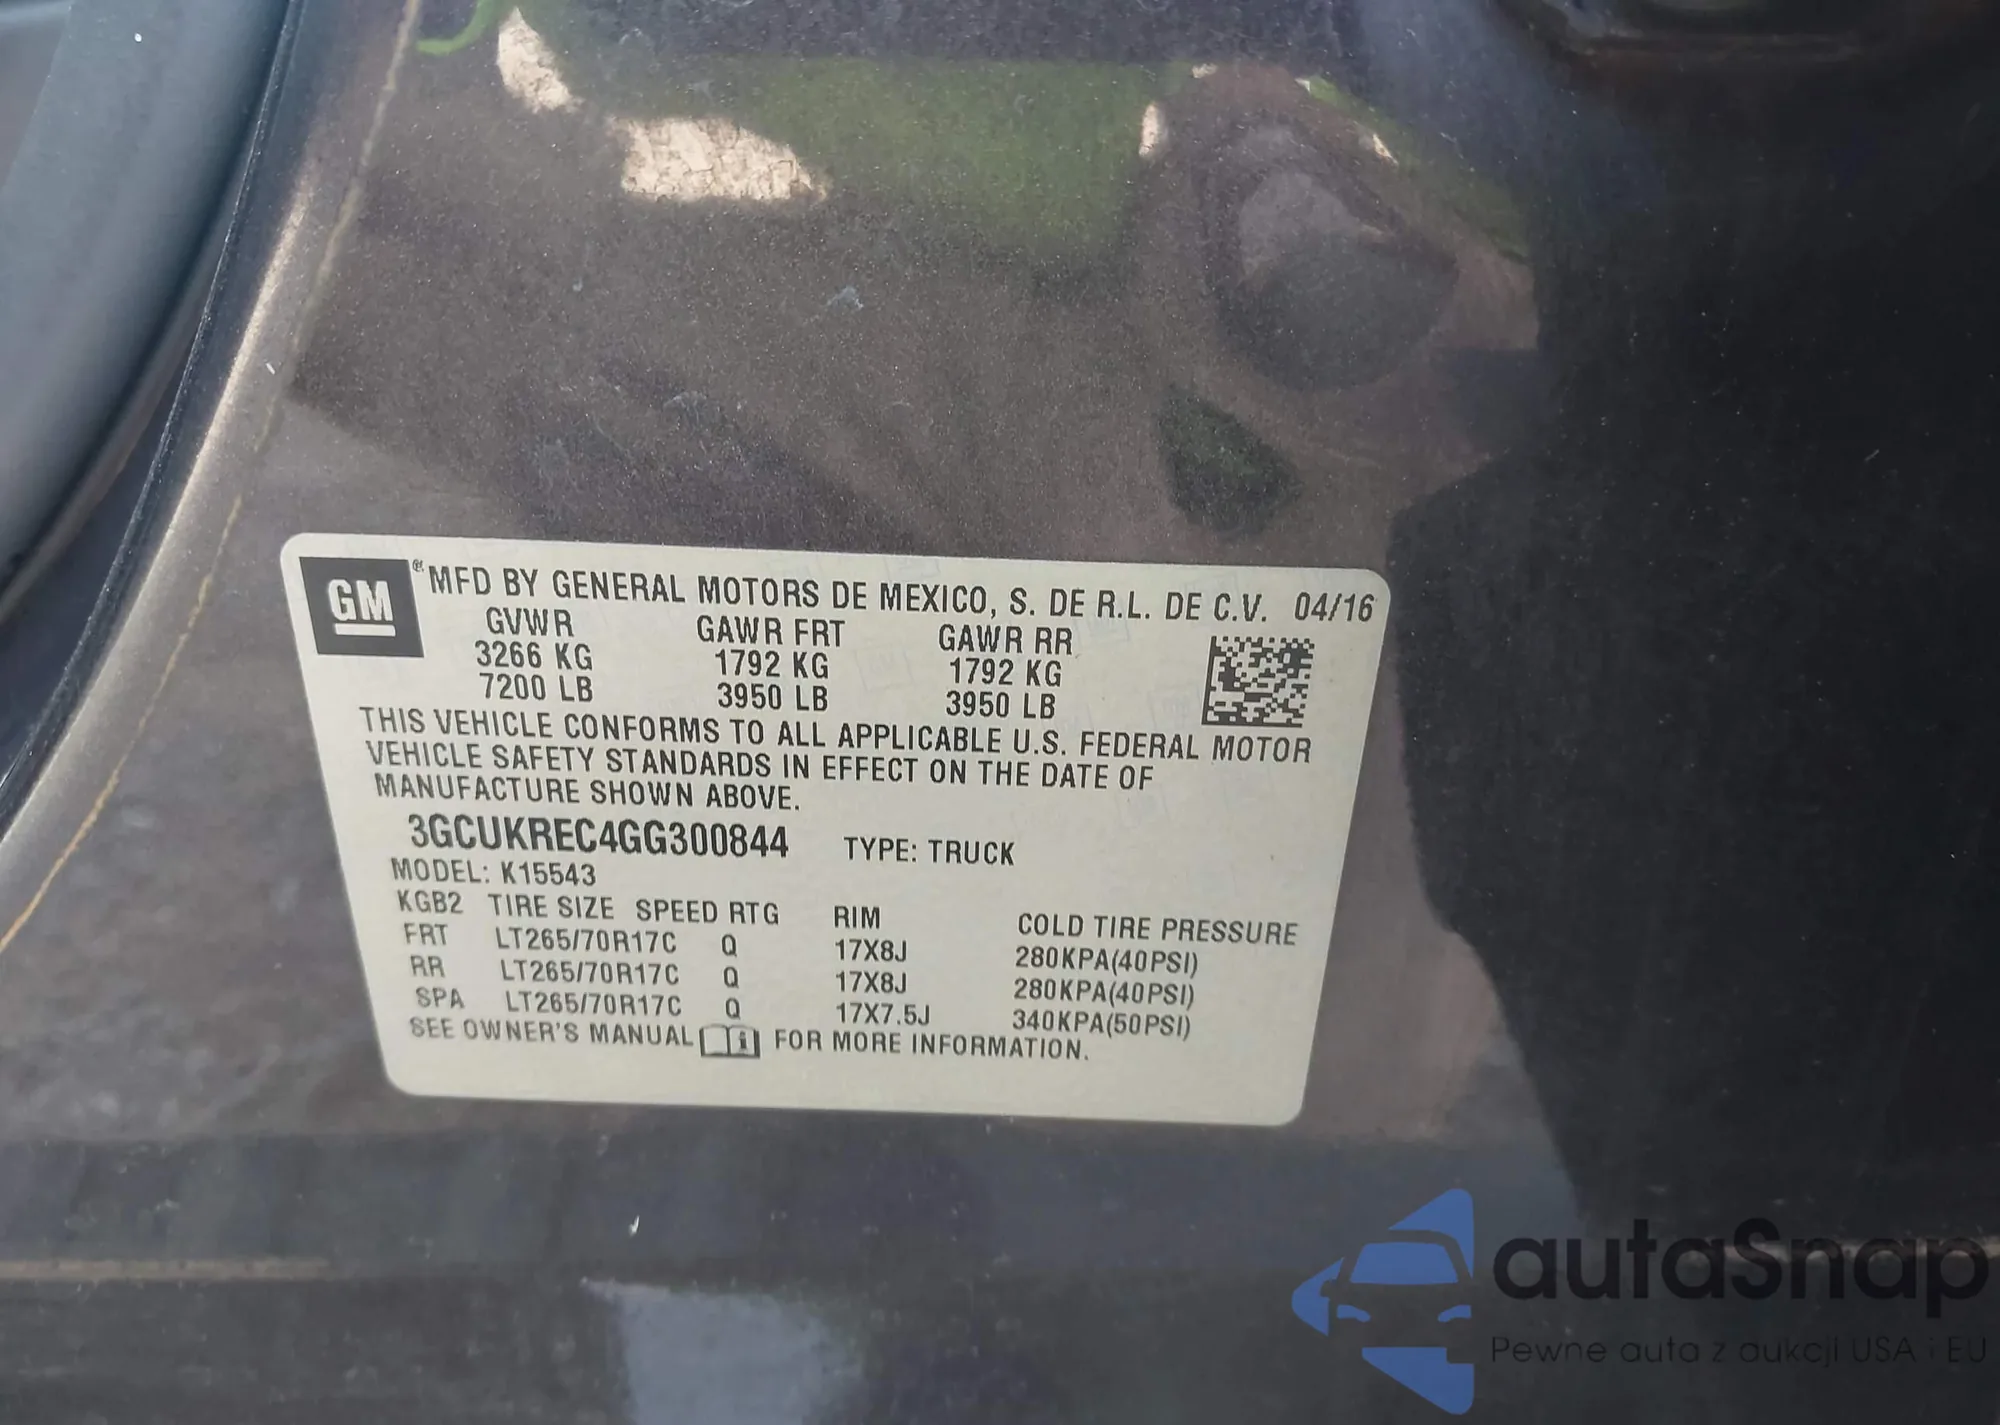 GM® MFD BY GENERAL MOTORS DE MEXICO, S. DE R.L. DE C.V. 04/16
GVWR GAWR FRT GAWR RR
3266 KG 1792 KG 1792 KG
7200 LB 3950 LB 3950 LB
THIS VEHICLE CONFORMS TO ALL APPLICABLE U.S. FEDERAL MOTOR
VEHICLE SAFETY STANDARDS IN EFFECT ON THE DATE OF
MANUFACTURE SHOWN ABOVE.
3GCUKREC4GG300844 TYPE: TRUCK
MODEL: K15543
KGB2 TIRE SIZE SPEED RTG RIM COLD TIRE PRESSURE
FRT LT265/70R17C Q 17X8J 280KPA(40PSI)
RR LT265/70R17C Q 17X8J 280KPA(40PSI)
SPA LT265/70R17C Q 17X7.5J 340KPA(50PSI)
SEE OWNER'S MANUAL i FOR MORE INFORMATION.
autaSnap
Pewne auta z aukcji USA i EU